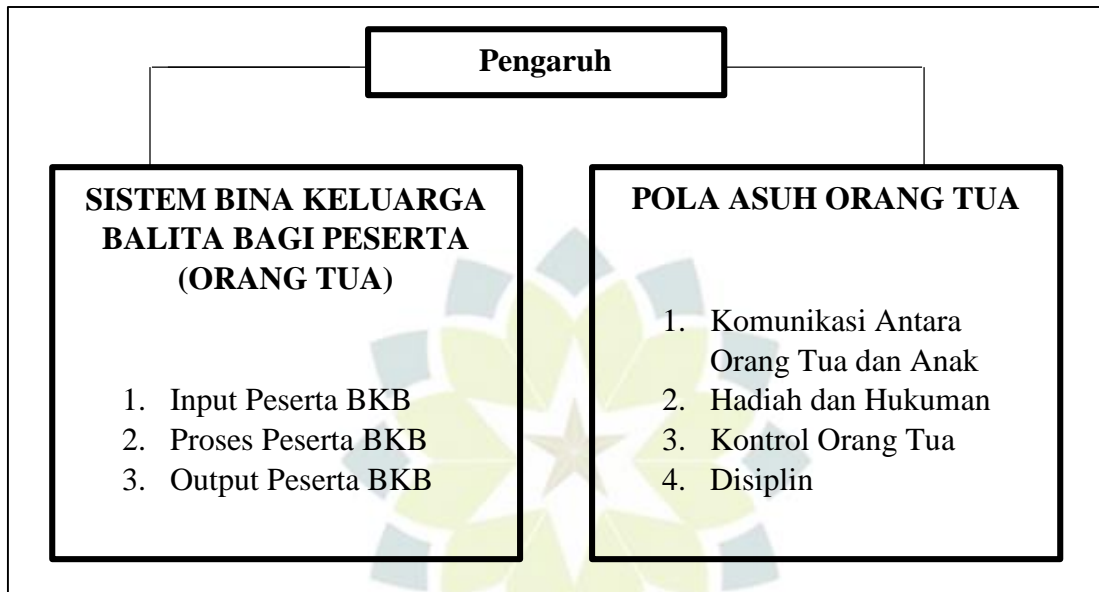 Pengaruh
SISTEM BINA KELUARGA
BALITA BAGI PESERTA
(ORANG TUA)
1. Input Peserta BKB
2. Proses Peserta BKB
3. Output Peserta BKB
POLA ASUH ORANG TUA
1. Komunikasi Antara
Orang Tua dan Anak
2. Hadiah dan Hukuman
3. Kontrol Orang Tua
4. Disiplin